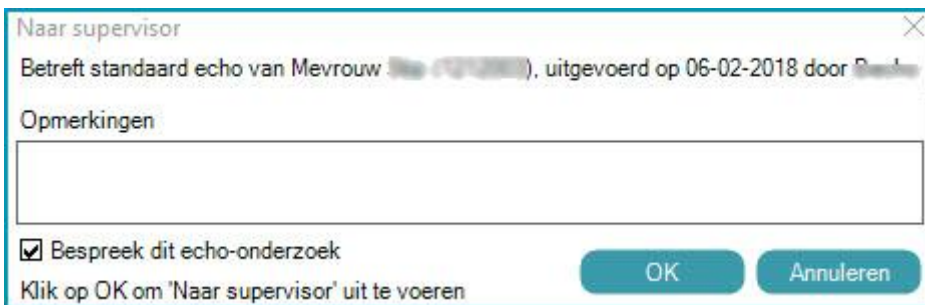 Naar supervisor
Betreft standaard echo van Mevrouw ), uitgevoerd op 06-02-2018 door
Opmerkingen
Bespreek dit echo-onderzoek
Klik op OK om 'Naar supervisor' uit te voeren
OK
Annuleren